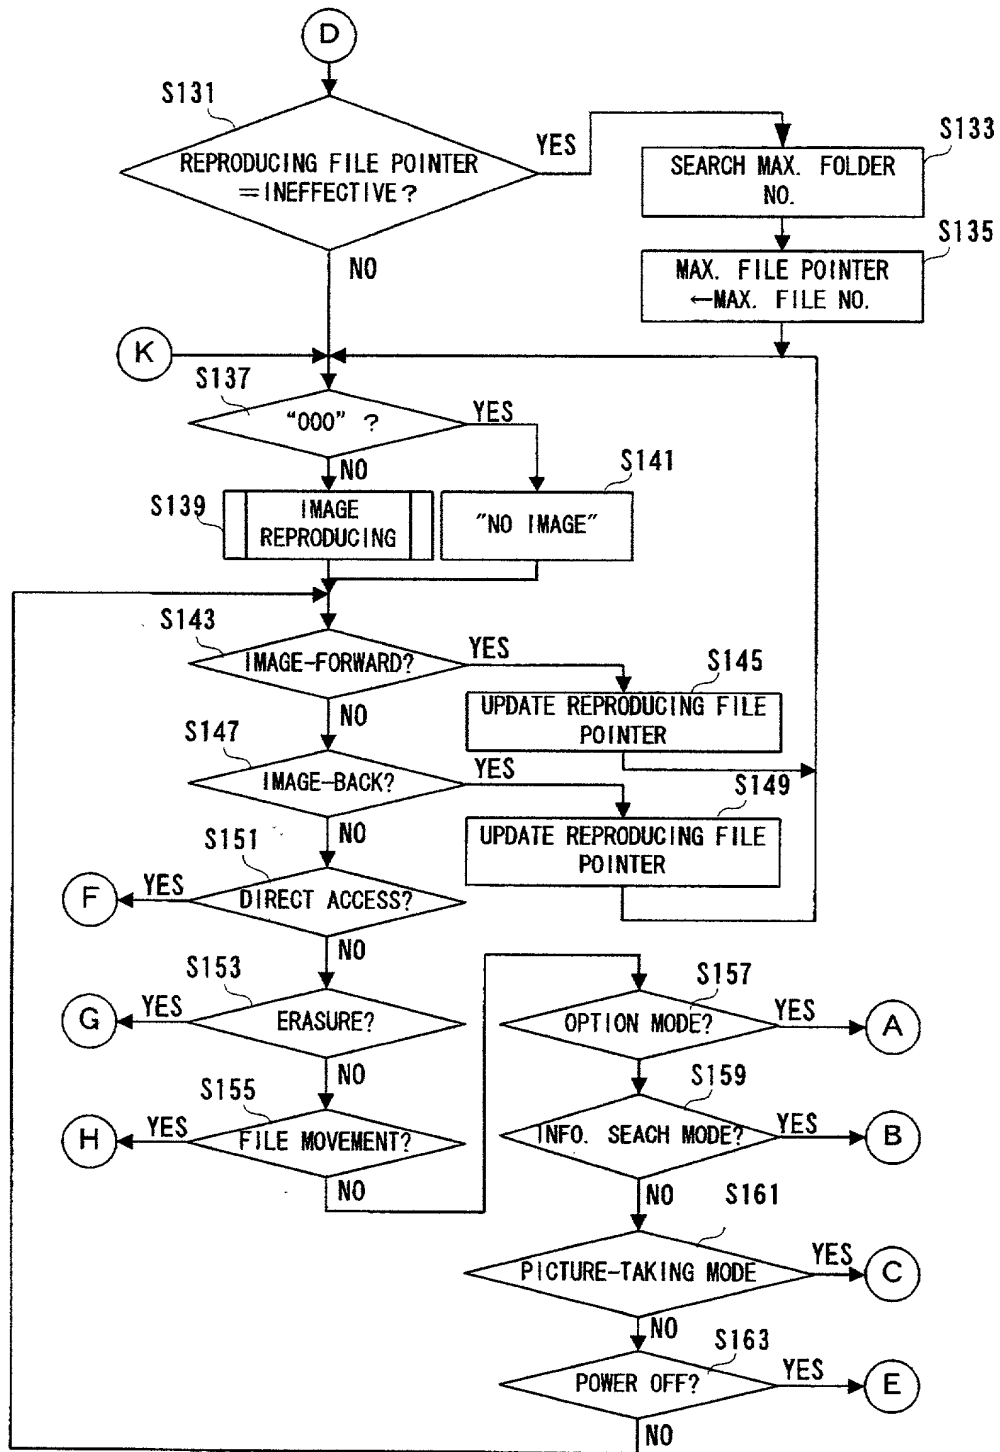 D
S131
REPRODUCING FILE POINTER
=INEFFECTIVE?
YES
S133
SEARCH MAX. FOLDER
NO.
NO
S135
MAX. FILE POINTER
←MAX. FILE NO.
K
S137
"000" ?
YES
NO
S139
IMAGE
REPRODUCING
S141
"NO IMAGE"
S143
IMAGE-FORWARD?
YES
NO
S145
UPDATE REPRODUCING FILE
POINTER
S147
IMAGE-BACK?
YES
NO
S149
UPDATE REPRODUCING FILE
POINTER
S151
F
YES
DIRECT ACCESS?
NO
S153
G
YES
ERASURE?
NO
S155
H
YES
FILE MOVEMENT?
NO
S157
OPTION MODE?
YES
A
S159
INFO. SEACH MODE?
YES
B
NO
S161
PICTURE-TAKING MODE
YES
C
NO
S163
POWER OFF?
YES
E
NO